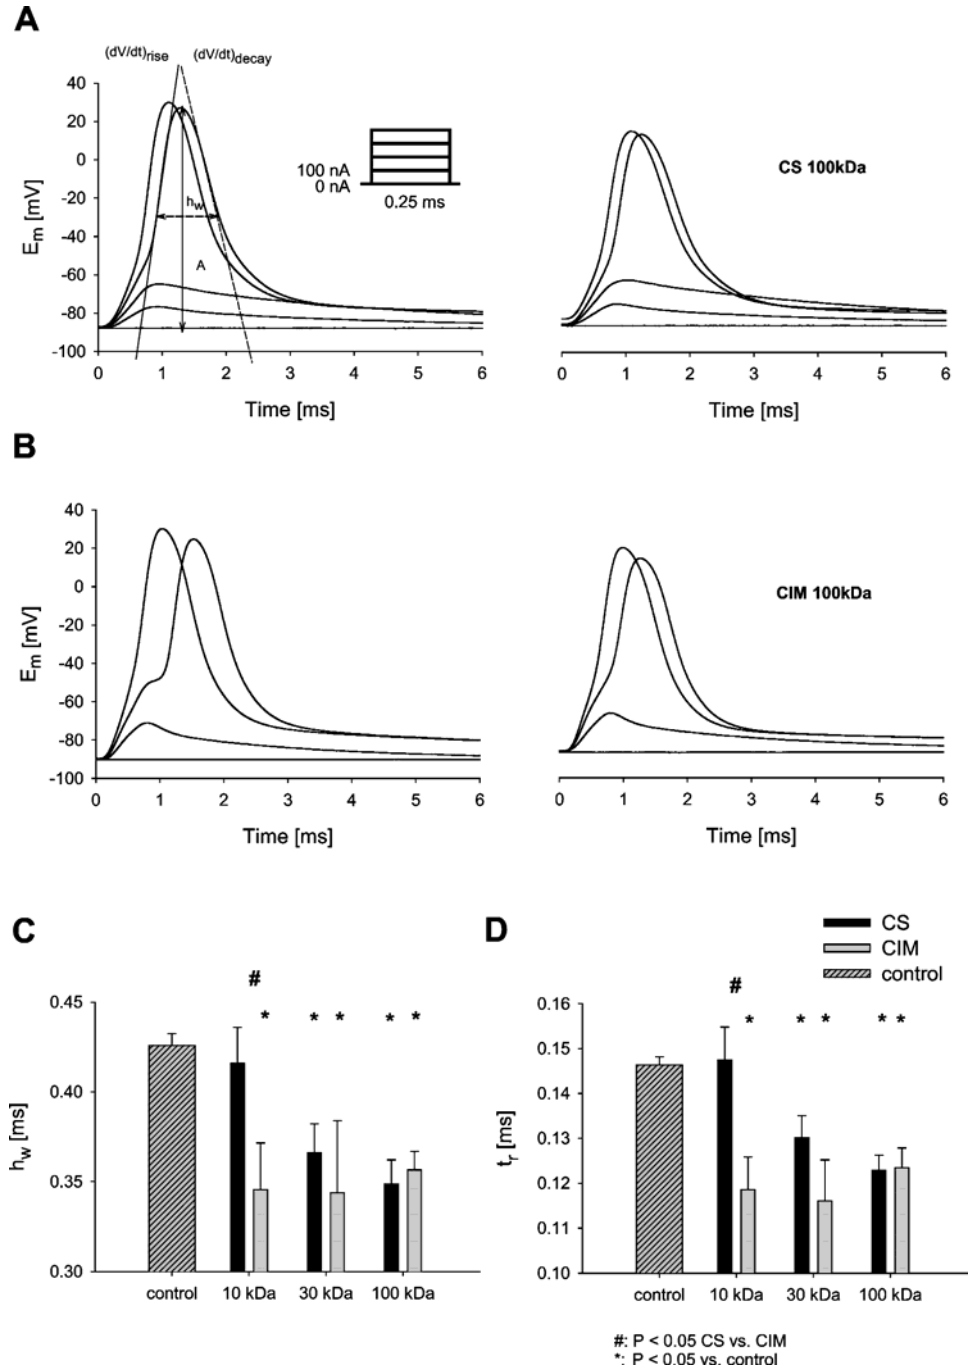 A
(dV/dt)rise (dV/dt)decay
40
20
0
-20
-40
-60
-80
-100
Em [mV]
hw
A
100 nA
0 nA
0.25 ms
0 1 2 3 4 5 6
Time [ms]
CS 100kDa
0 1 2 3 4 5 6
Time [ms]
B
40
20
0
-20
-40
-60
-80
-100
Em [mV]
0 1 2 3 4 5 6
Time [ms]
CIM 100kDa
0 1 2 3 4 5 6
Time [ms]
C
#
* * * * *
0.45
0.40
0.35
0.30
hw [ms]
control 10 kDa 30 kDa 100 kDa
D
CS
CIM
control
#
* * * * *
0.16
0.15
0.14
0.13
0.12
0.11
0.10
tr [ms]
control 10 kDa 30 kDa 100 kDa
#: P < 0.05 CS vs. CIM
*: P < 0.05 vs. control